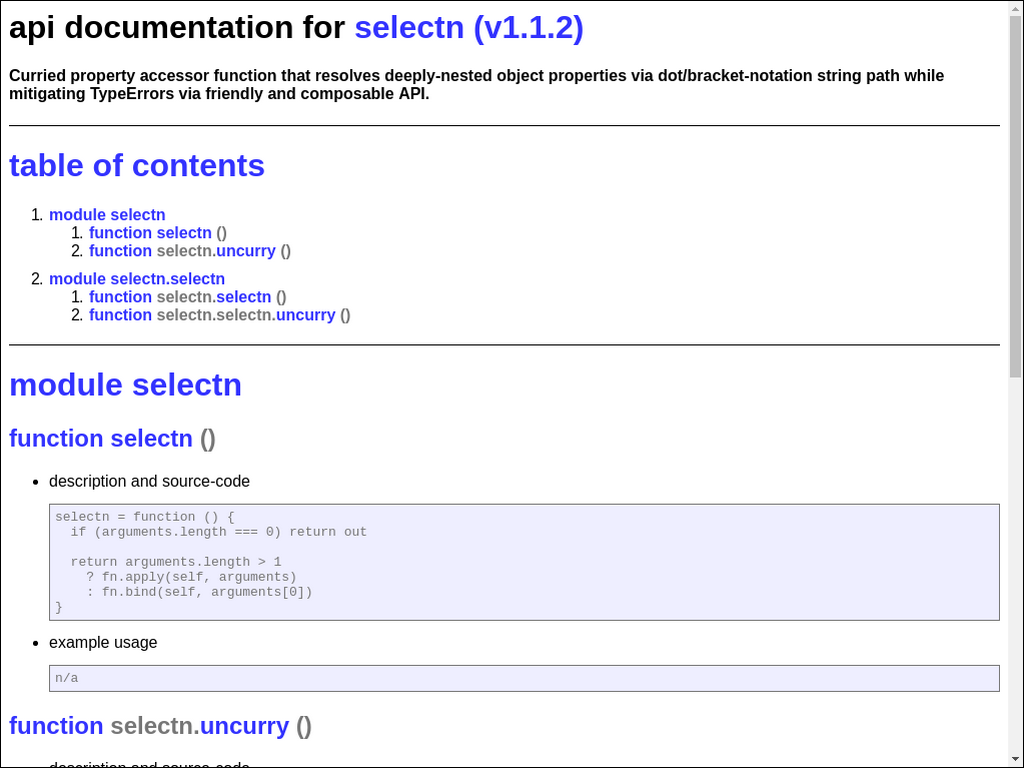 api documentation for selectn (v1.1.2)
Curried property accessor function that resolves deeply-nested object properties via dot/bracket-notation string path while
mitigating TypeErrors via friendly and composable API.
table of contents
1. module selectn
1. function selectn ()
2. function selectn.uncurry ()
2. module selectn.selectn
1. function selectn.selectn ()
2. function selectn.selectn.uncurry ()
module selectn
function selectn ()
• description and source-code
selectn = function () {
  if (arguments.length === 0) return out
  return arguments.length > 1
    ? fn.apply(self, arguments)
    : fn.bind(self, arguments[0])
}
• example usage
n/a
function selectn.uncurry ()
description and source-code